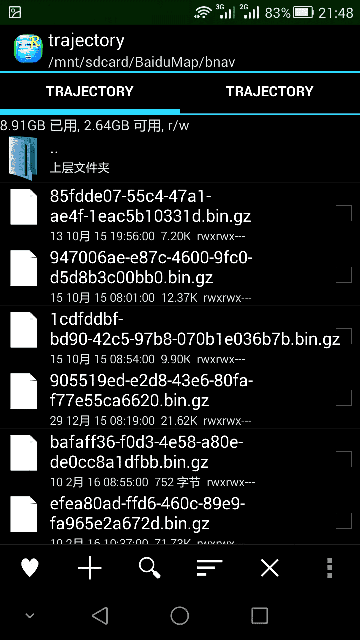 3G 2G 83% 21:48
trajectory
/mnt/sdcard/BaiduMap/bnav
TRAJECTORY TRAJECTORY
8.91GB 已用, 2.64GB 可用, r/w
..
上层文件夹
85fdde07-55c4-47a1-
ae4f-1eac5b10331d.bin.gz
13 10月 15 19:56:00 7.20K rwxrwx---
947006ae-e87c-4600-9fc0-
d5d8b3c00bb0.bin.gz
15 10月 15 08:01:00 12.37K rwxrwx---
1cdfddbf-
bd90-42c5-97b8-070b1e036b7b.bin.gz
15 10月 15 08:54:00 9.90K rwxrwx---
905519ed-e2d8-43e6-80fa-
f77e55ca6620.bin.gz
29 12月 15 08:19:00 21.62K rwxrwx---
bafaff36-f0d3-4e58-a80e-
de0cc8a1dfbb.bin.gz
10 2月 16 08:55:00 752 字节 rwxrwx---
efea80ad-ffd6-460c-89e9-
fa965e2a672d.bin.gz
10 2月 16 10:37:00 71.73K rwxrwx---